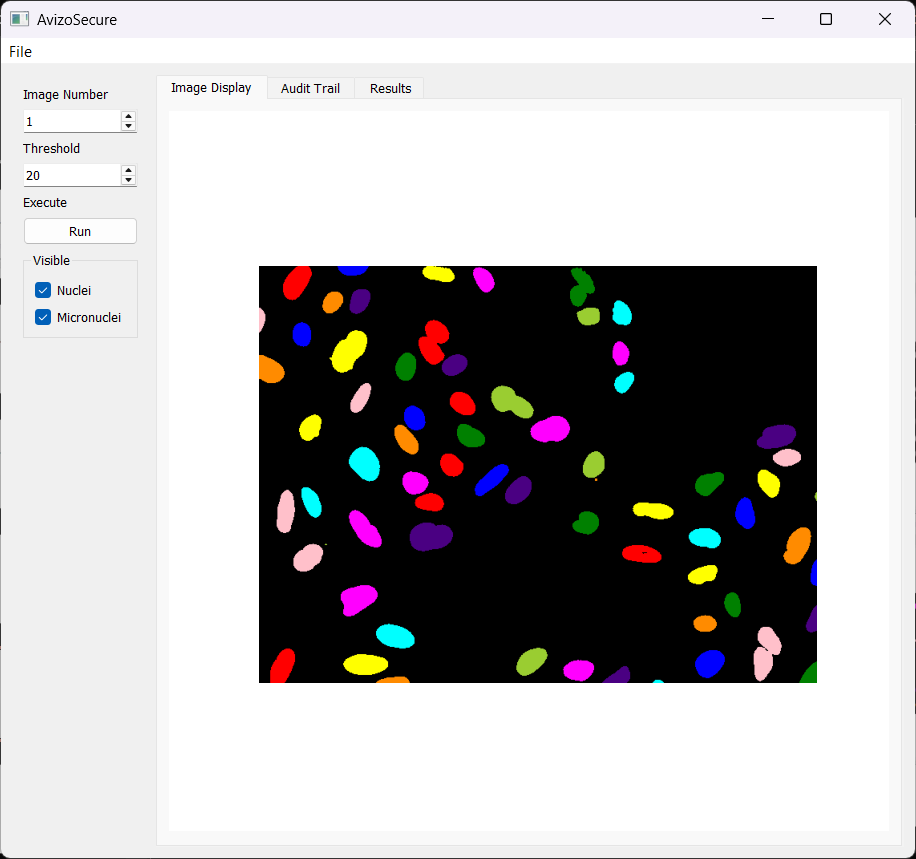 AvizoSecure
File
Image Number
1
Threshold
20
Execute
Run
Visible
Nuclei
Micronuclei
Image Display
Audit Trail
Results